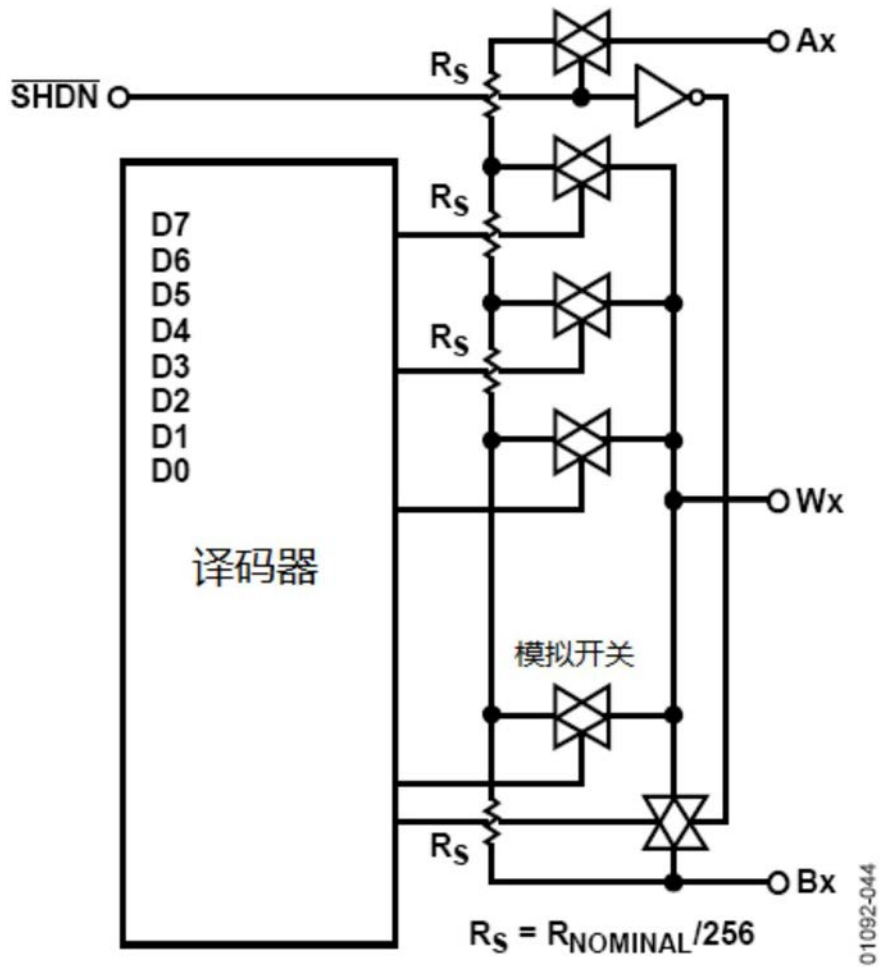 Ax
RS
SHDN
RS
D7
D6
D5
RS
D4
D3
D2
D1
D0
Wx
译码器
模拟开关
RS
Bx
RS = RNOMINAL/256
01092-044